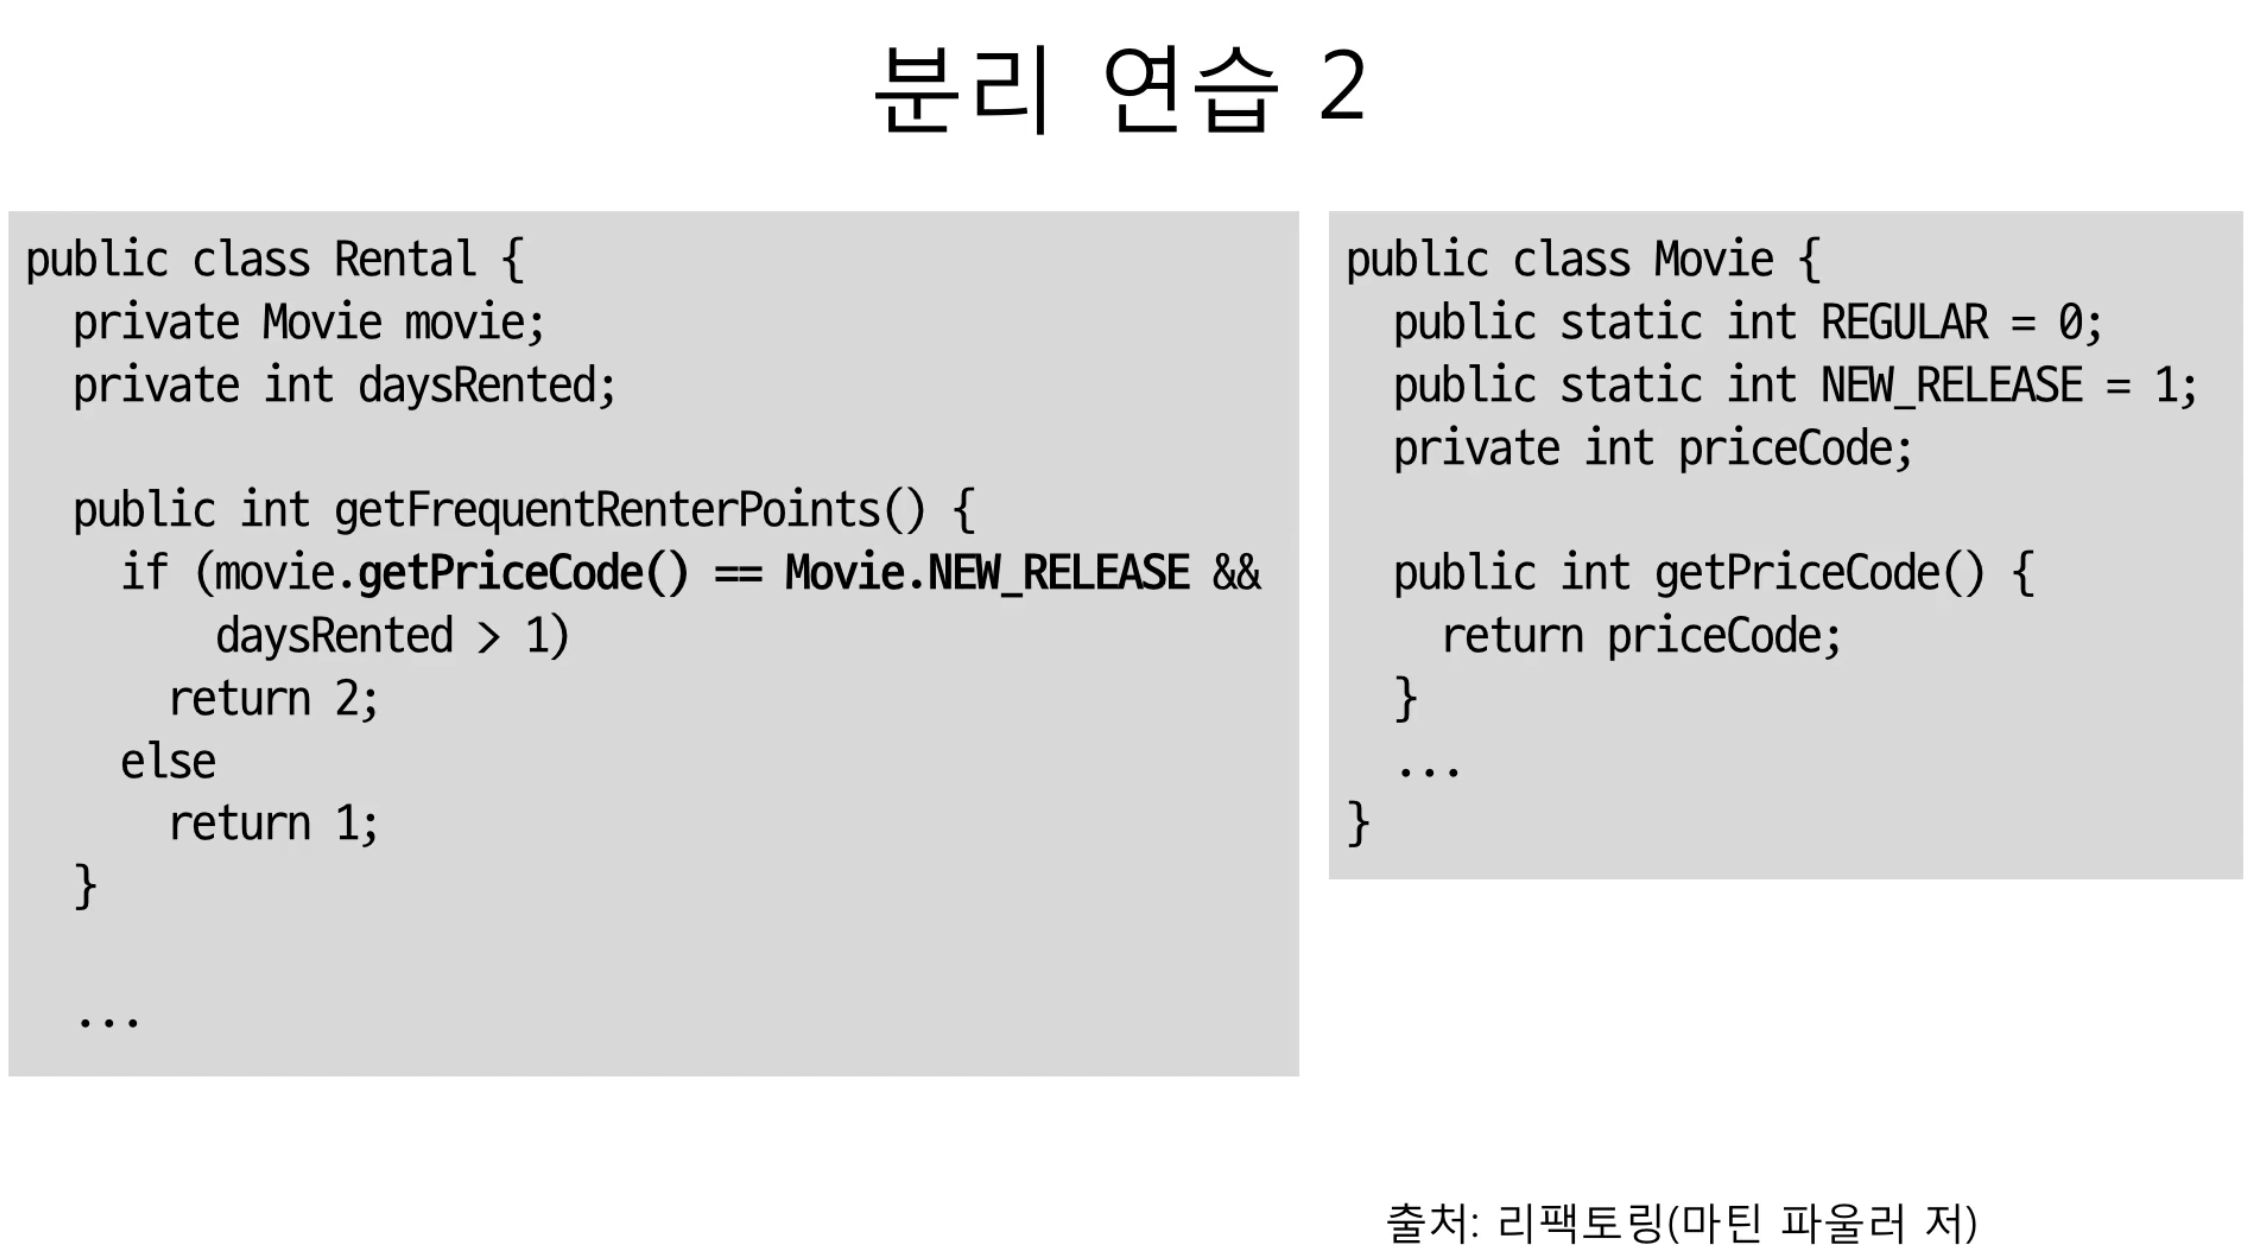 분리 연습 2
public class Rental {
  private Movie movie;
  private int daysRented;

  public int getFrequentRenterPoints() {
    if (movie.getPriceCode() == Movie.NEW_RELEASE &&
        daysRented > 1)
      return 2;
    else
      return 1;
  }

  ...
public class Movie {
  public static int REGULAR = 0;
  public static int NEW_RELEASE = 1;
  private int priceCode;

  public int getPriceCode() {
    return priceCode;
  }
  ...
}
출처: 리팩토링(마틴 파울러 저)